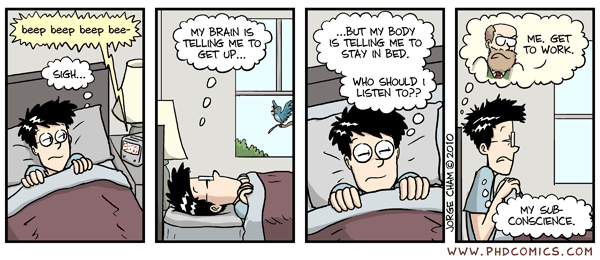 beep beep beep bee-
SIGH...
MY BRAIN IS
TELLING ME TO
GET UP...
...BUT MY BODY
IS TELLING ME TO
STAY IN BED.
WHO SHOULD I
LISTEN TO??
JORGE CHAM © 2010
ME. GET
TO WORK.
MY SUB-
CONSCIENCE.
WWW.PHDCOMICS.COM